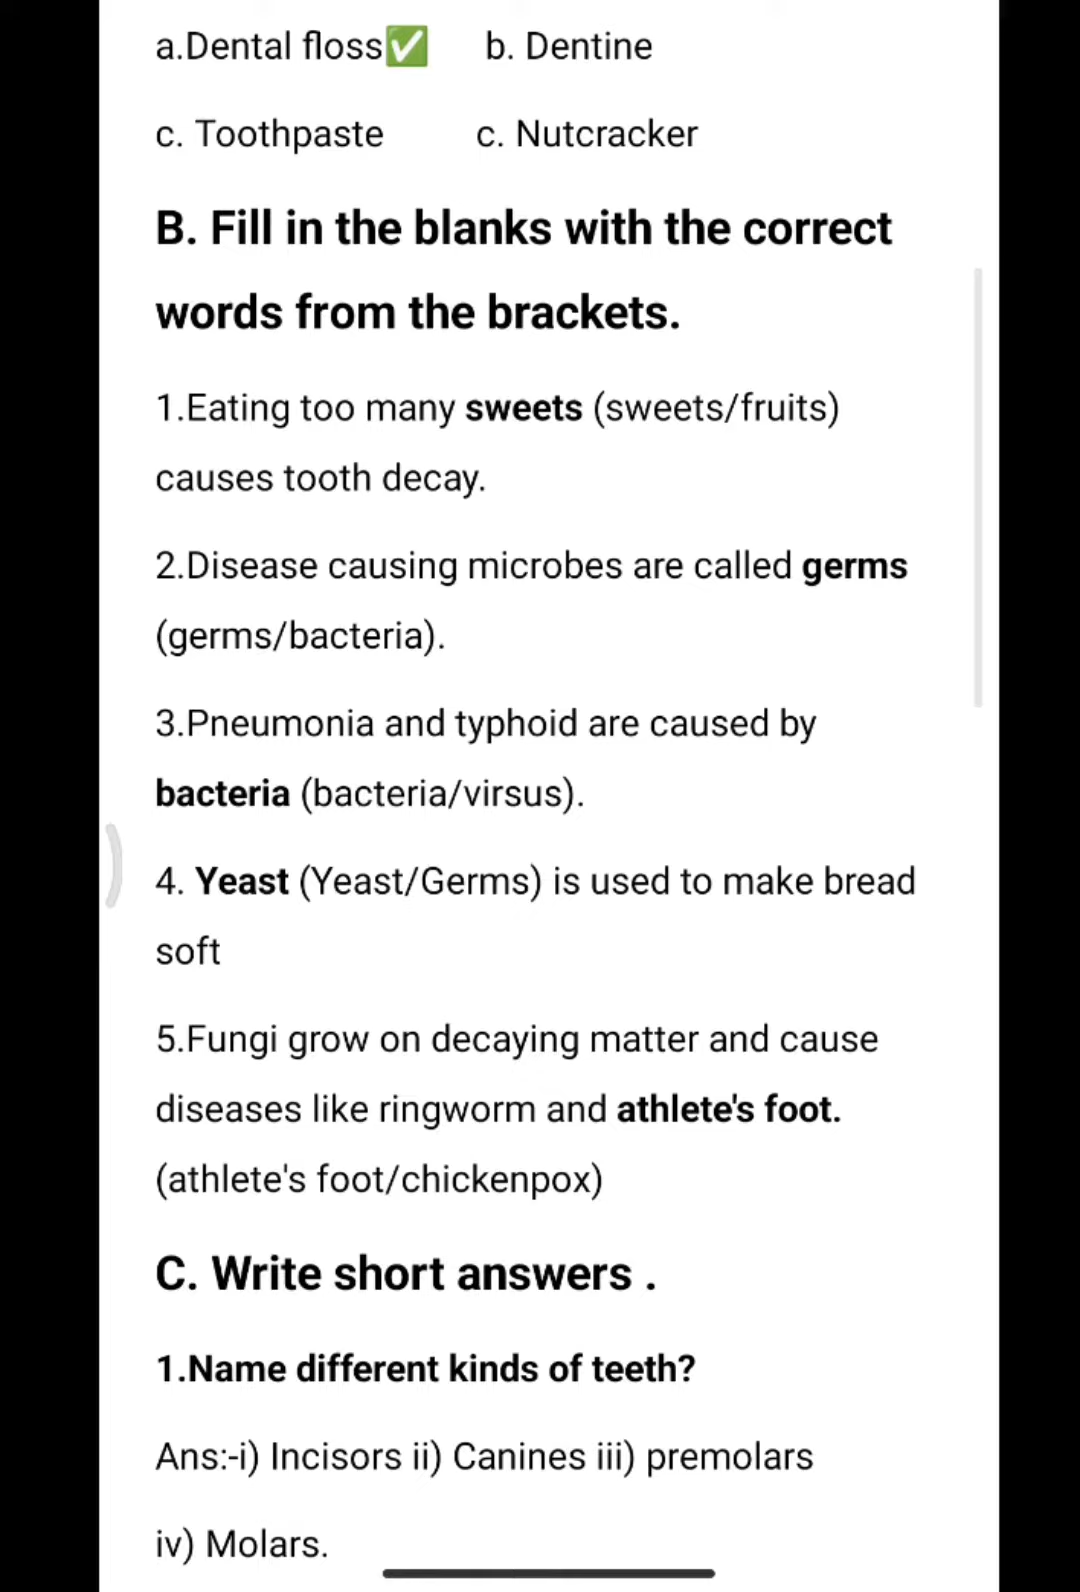 a.Dental floss✅ b. Dentine
c. Toothpaste c. Nutcracker
B. Fill in the blanks with the correct
words from the brackets.
1.Eating too many sweets (sweets/fruits)
causes tooth decay.
2.Disease causing microbes are called germs
(germs/bacteria).
3.Pneumonia and typhoid are caused by
bacteria (bacteria/virsus).
4. Yeast (Yeast/Germs) is used to make bread
soft
5.Fungi grow on decaying matter and cause
diseases like ringworm and athlete's foot.
(athlete's foot/chickenpox)
C. Write short answers .
1.Name different kinds of teeth?
Ans:-i) Incisors ii) Canines iii) premolars
iv) Molars.